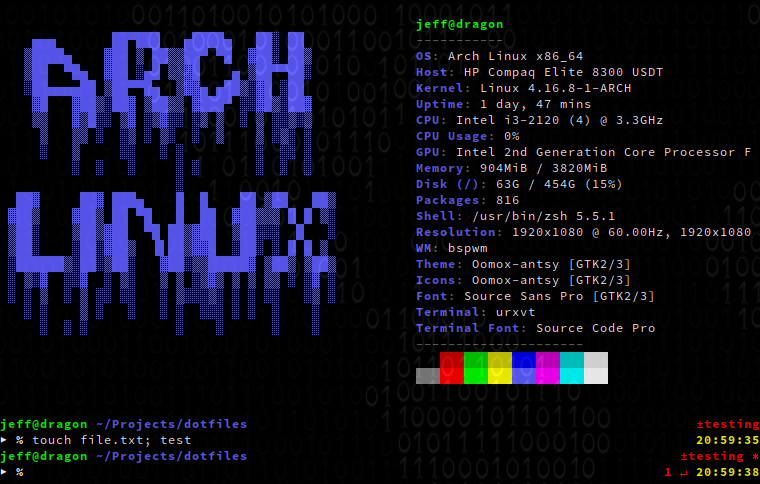 ARCH
LINUX
jeff@dragon
-----------
OS: Arch Linux x86_64
Host: HP Compaq Elite 8300 USDT
Kernel: Linux 4.16.8-1-ARCH
Uptime: 1 day, 47 mins
CPU: Intel i3-2120 (4) @ 3.3GHz
CPU Usage: 0%
GPU: Intel 2nd Generation Core Processor F
Memory: 904MiB / 3820MiB
Disk (/): 63G / 454G (15%)
Packages: 816
Shell: /usr/bin/zsh 5.5.1
Resolution: 1920x1080 @ 60.00Hz, 1920x1080
WM: bspwm
Theme: Oomox-antsy [GTK2/3]
Icons: Oomox-antsy [GTK2/3]
Font: Source Sans Pro [GTK2/3]
Terminal: urxvt
Terminal Font: Source Code Pro
---------------------
jeff@dragon ~/Projects/dotfiles ±testing
▸ % touch file.txt; test 20:59:35
jeff@dragon ~/Projects/dotfiles ±testing *
▸ % 1 ↵ 20:59:38